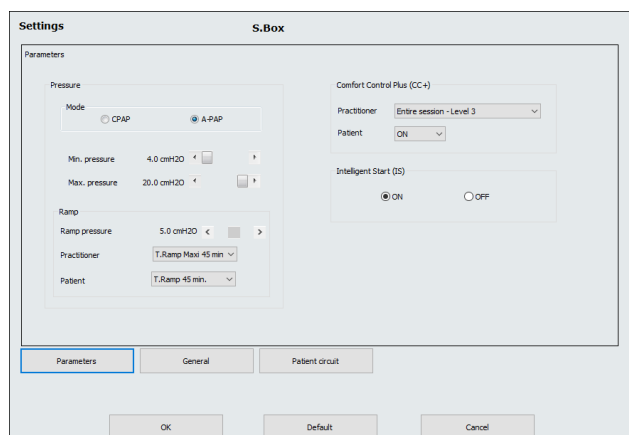 Settings
S.Box
Parameters
Pressure
Mode
CPAP
A-PAP
Min. pressure 4.0 cmH2O
Max. pressure 20.0 cmH2O
Ramp
Ramp pressure 5.0 cmH2O
Practitioner T.Ramp Maxi 45 min
Patient T.Ramp 45 min.
Comfort Control Plus (CC+)
Practitioner Entire session - Level 3
Patient ON
Intelligent Start (IS)
ON OFF
Parameters General Patient circuit
OK Default Cancel